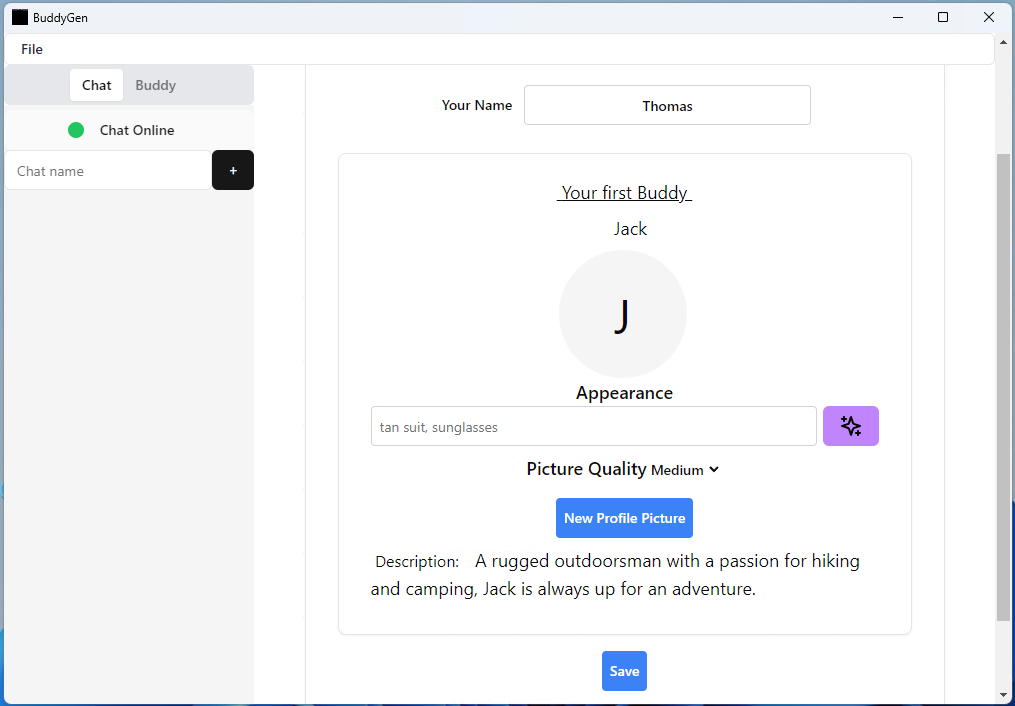 BuddyGen
File
Chat Buddy
Chat Online
Chat name +
Your Name Thomas
Your first Buddy
Jack
J
Appearance
tan suit, sunglasses
Picture Quality Medium
New Profile Picture
Description: A rugged outdoorsman with a passion for hiking
and camping, Jack is always up for an adventure.
Save